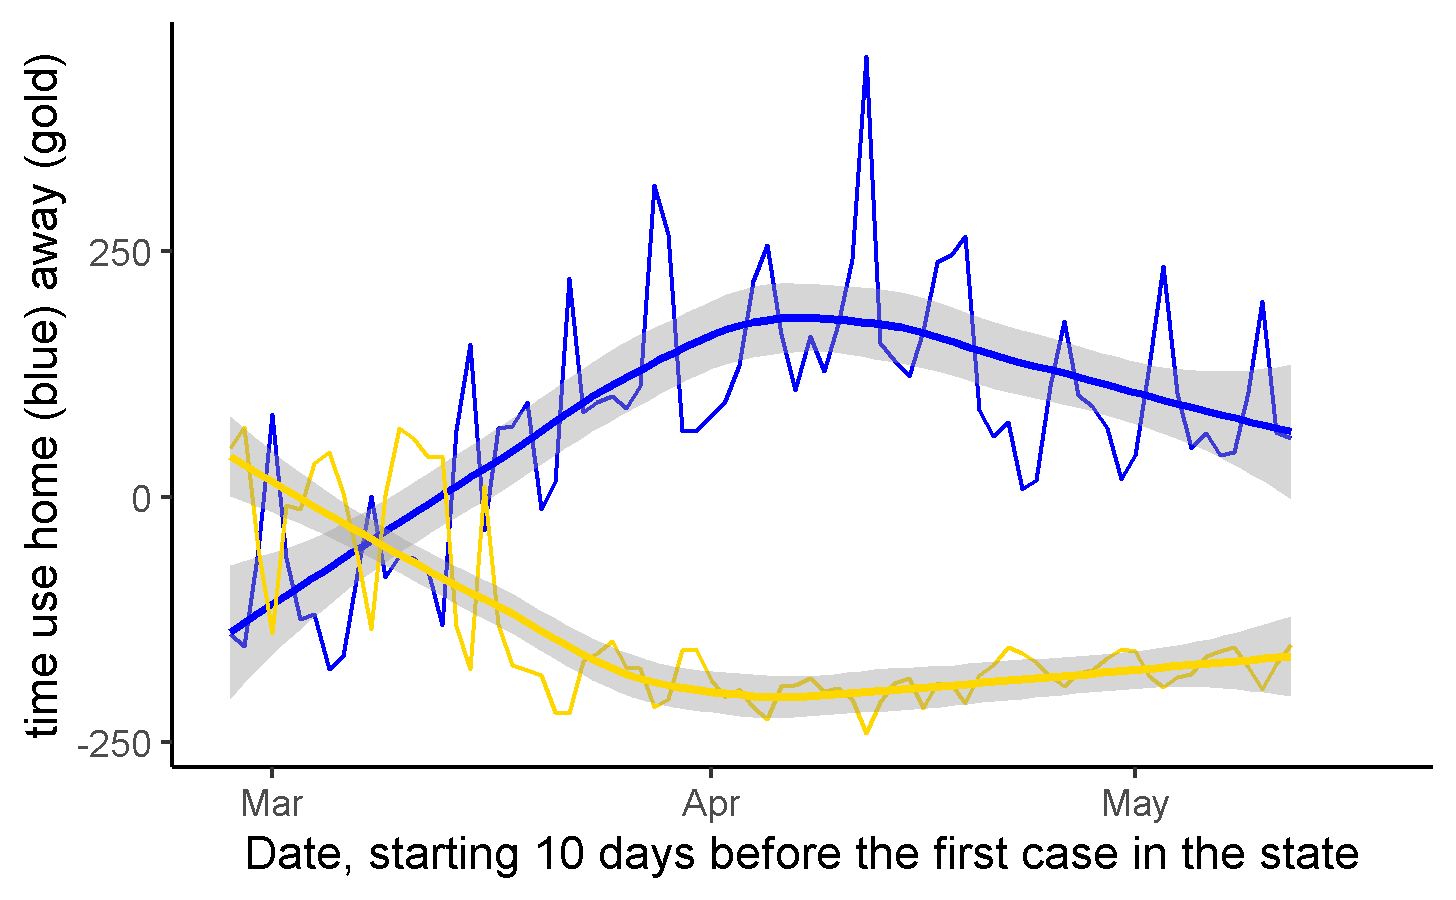 time use home (blue) away (gold)
250
0
-250
Mar
Apr
May
Date, starting 10 days before the first case in the state